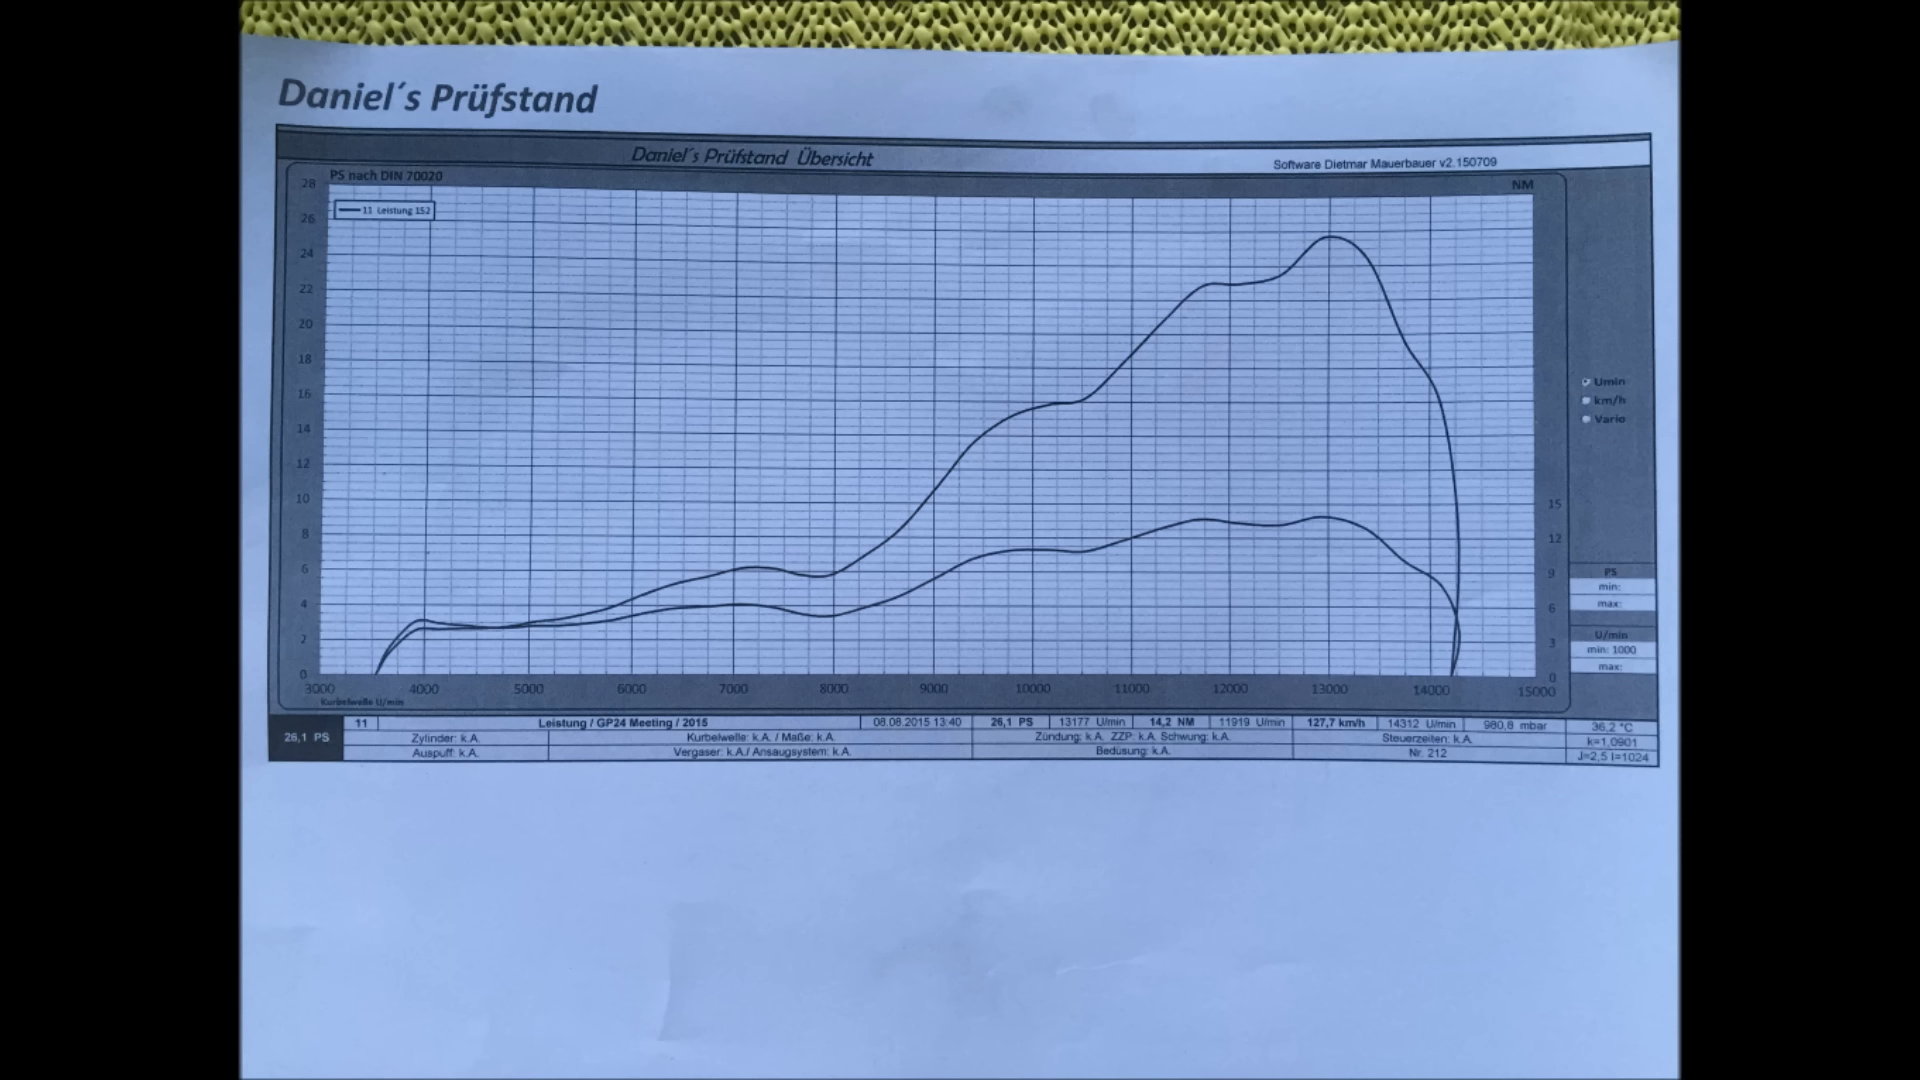 Daniel´s Prüfstand
Daniel´s Prüfstand Übersicht
Software Dietmar Mauerbauer v2.150709
PS nach DIN 70020
NM
11 Leistung 152
28
26
24
22
20
18
16
14
12
10
8
6
4
2
0
15
12
9
6
3
0
Umin
km/h
Vario
PS
min:
max:
U/min
min: 1000
max:
3000 4000 5000 6000 7000 8000 9000 10000 11000 12000 13000 14000 15000
Kurbelwelle U/min
26,1 PS
11 Leistung / GP24 Meeting / 2015 08.08.2015 13:40 26,1 PS 13177 U/min 14,2 NM 11919 U/min 127,7 km/h 14312 U/min 980,8 mbar 36,2 °C
Zylinder: k.A. Kurbelwelle: k.A. / Maße: k.A. Zündung: k.A. ZZP: k.A. Schwung: k.A. Steuerzeiten: k.A. k=1,0901
Auspuff: k.A. Vergaser: k.A./ Ansaugsystem: k.A. Bedüsung: k.A. Nr. 212 J=2,5 I=1024